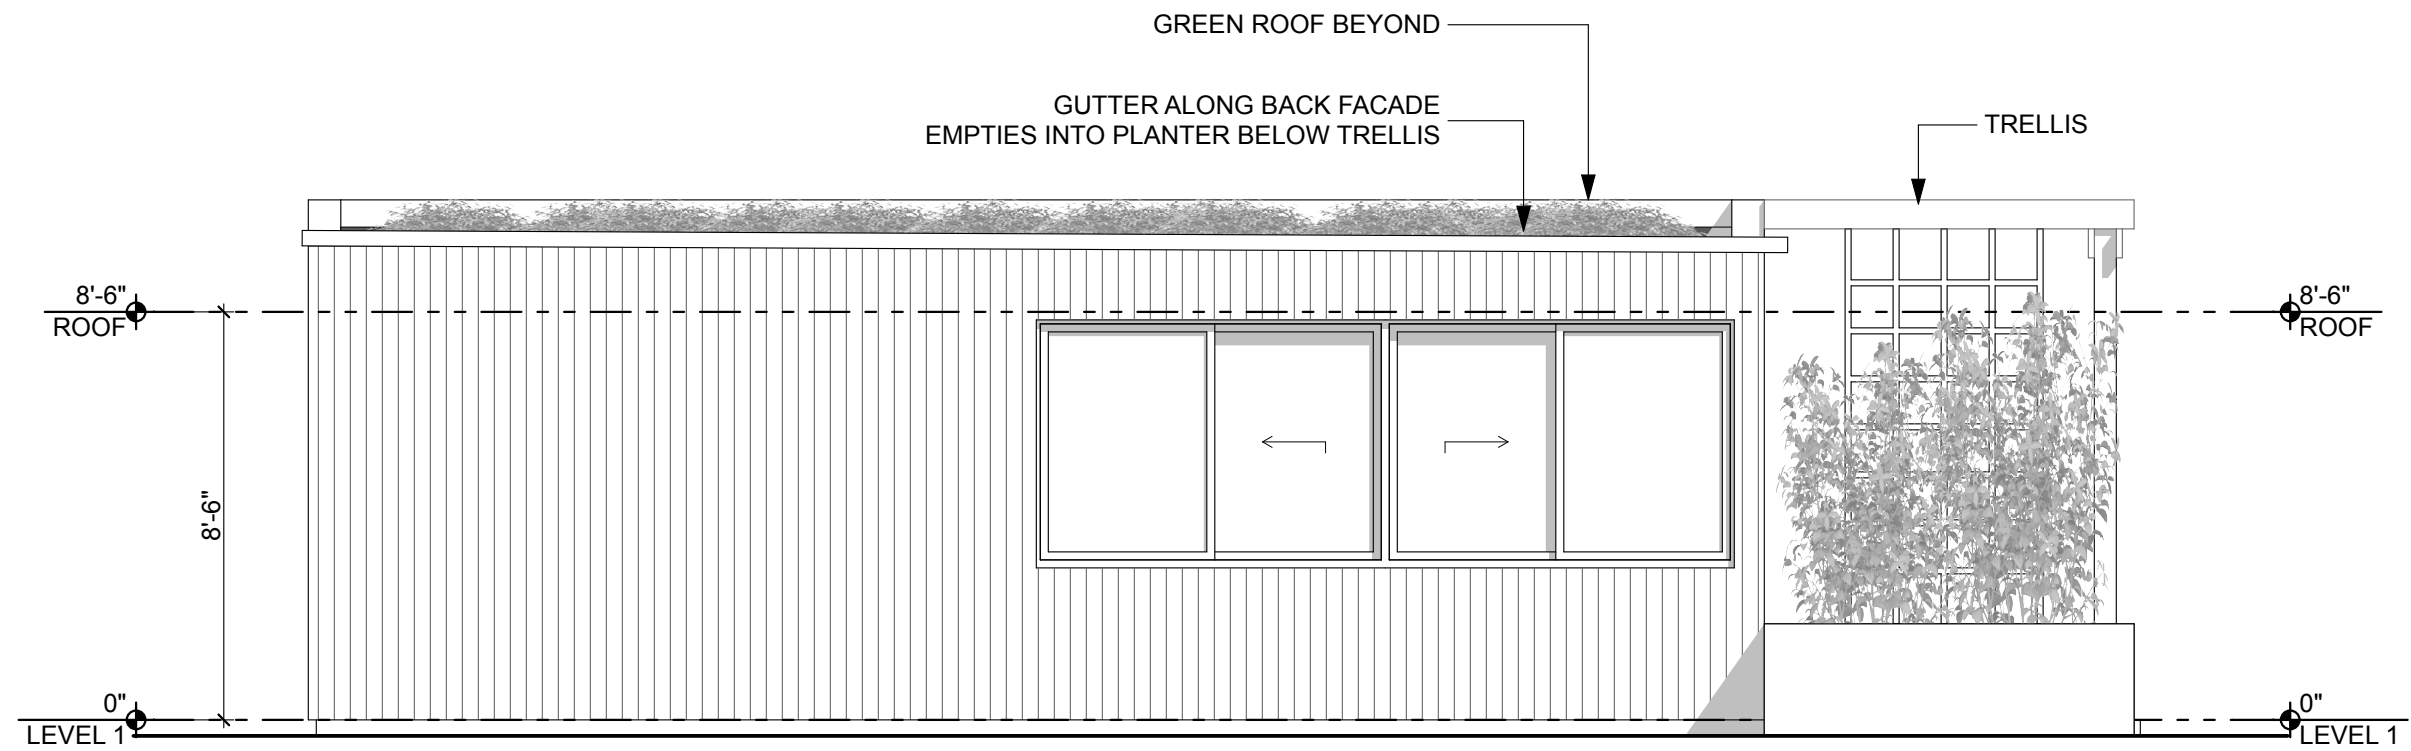 GREEN ROOF BEYOND
GUTTER ALONG BACK FACADE
EMPTIES INTO PLANTER BELOW TRELLIS
TRELLIS
8'-6"
ROOF
8'-6"
ROOF
8'-6"
0"
LEVEL 1
0"
LEVEL 1